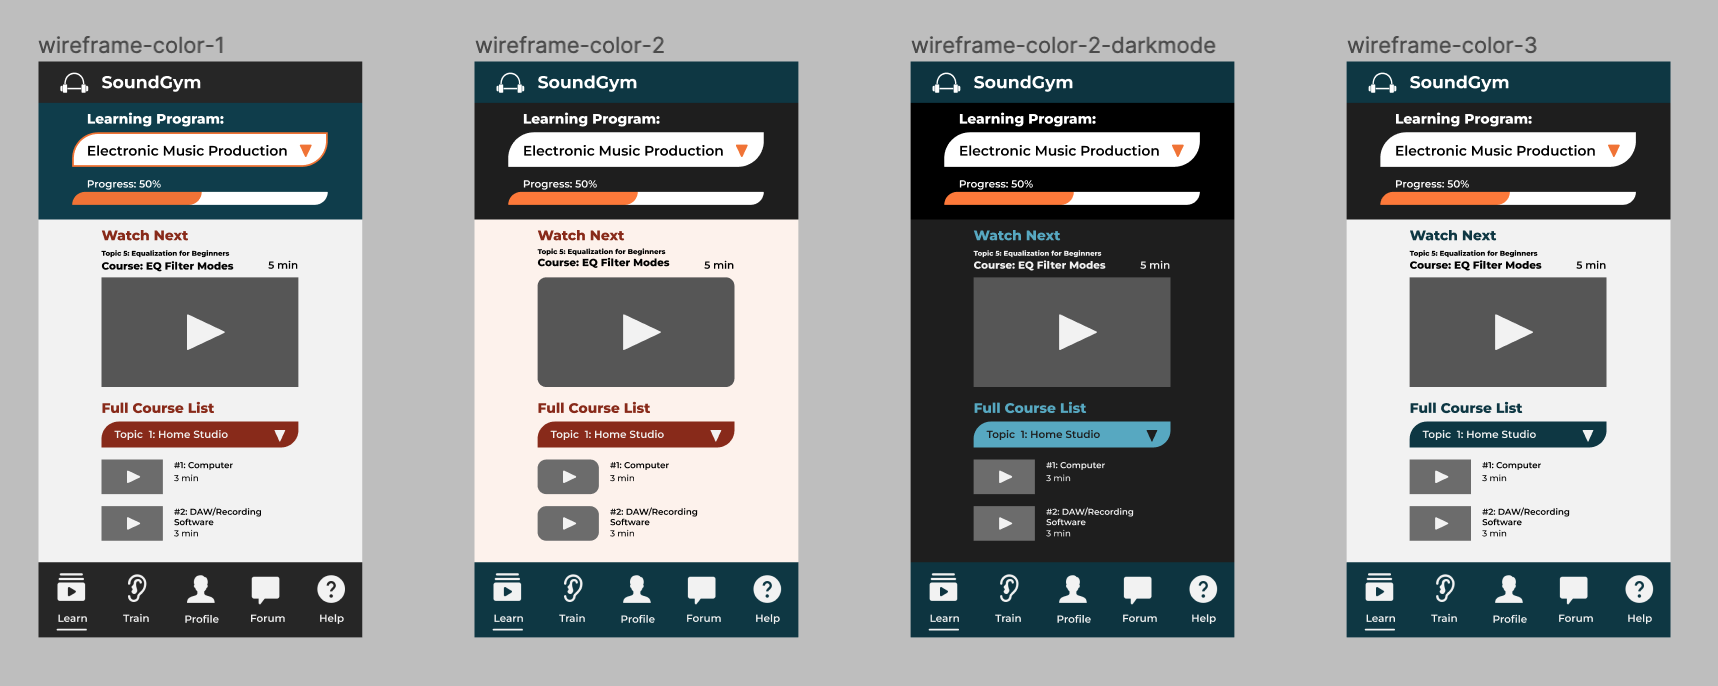 wireframe-color-1
SoundGym
Learning Program:
Electronic Music Production
Progress: 50%
Watch Next
Topic 5: Equalization for Beginners
Course: EQ Filter Modes
5 min
Full Course List
Topic 1: Home Studio
#1: Computer
3 min
#2: DAW/Recording
Software
3 min
Learn
Train
Profile
Forum
Help
wireframe-color-2
SoundGym
Learning Program:
Electronic Music Production
Progress: 50%
Watch Next
Topic 5: Equalization for Beginners
Course: EQ Filter Modes
5 min
Full Course List
Topic 1: Home Studio
#1: Computer
3 min
#2: DAW/Recording
Software
3 min
Learn
Train
Profile
Forum
Help
wireframe-color-2-darkmode
SoundGym
Learning Program:
Electronic Music Production
Progress: 50%
Watch Next
Topic 5: Equalization for Beginners
Course: EQ Filter Modes
5 min
Full Course List
Topic 1: Home Studio
#1: Computer
3 min
#2: DAW/Recording
Software
3 min
Learn
Train
Profile
Forum
Help
wireframe-color-3
SoundGym
Learning Program:
Electronic Music Production
Progress: 50%
Watch Next
Topic 5: Equalization for Beginners
Course: EQ Filter Modes
5 min
Full Course List
Topic 1: Home Studio
#1: Computer
3 min
#2: DAW/Recording
Software
3 min
Learn
Train
Profile
Forum
Help